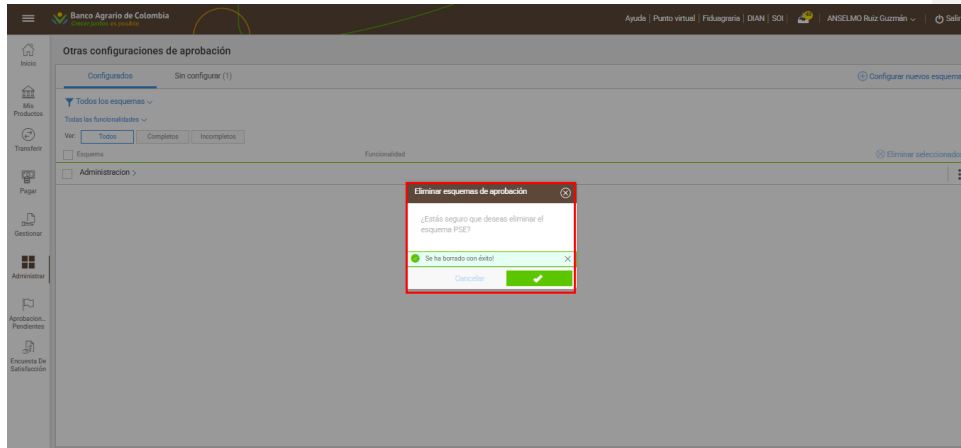 Banco Agrario de Colombia
Ayuda | Punto virtual | Fiduagraria | DIAN | SOI | ANSELMO Ruiz Guzmán
Salir
Inicio
Mis
Productos
Transferir
Pagar
Gestionar
Administrar
Aprobacion...
Pendientes
Encuesta De
Satisfacción
Otras configuraciones de aprobación
Configurados
Sin configurar (1)
Configurar nuevos esquema
Todos los esquemas
Todas las funcionalidades
Ver:
Todos
Completos
Incompletos
Esquema
Funcionalidad
Eliminar seleccionado
Administracion >
Eliminar esquemas de aprobación
¿Estás seguro que deseas eliminar el
esquema PSE?
Se ha borrado con éxito!
Cancelar